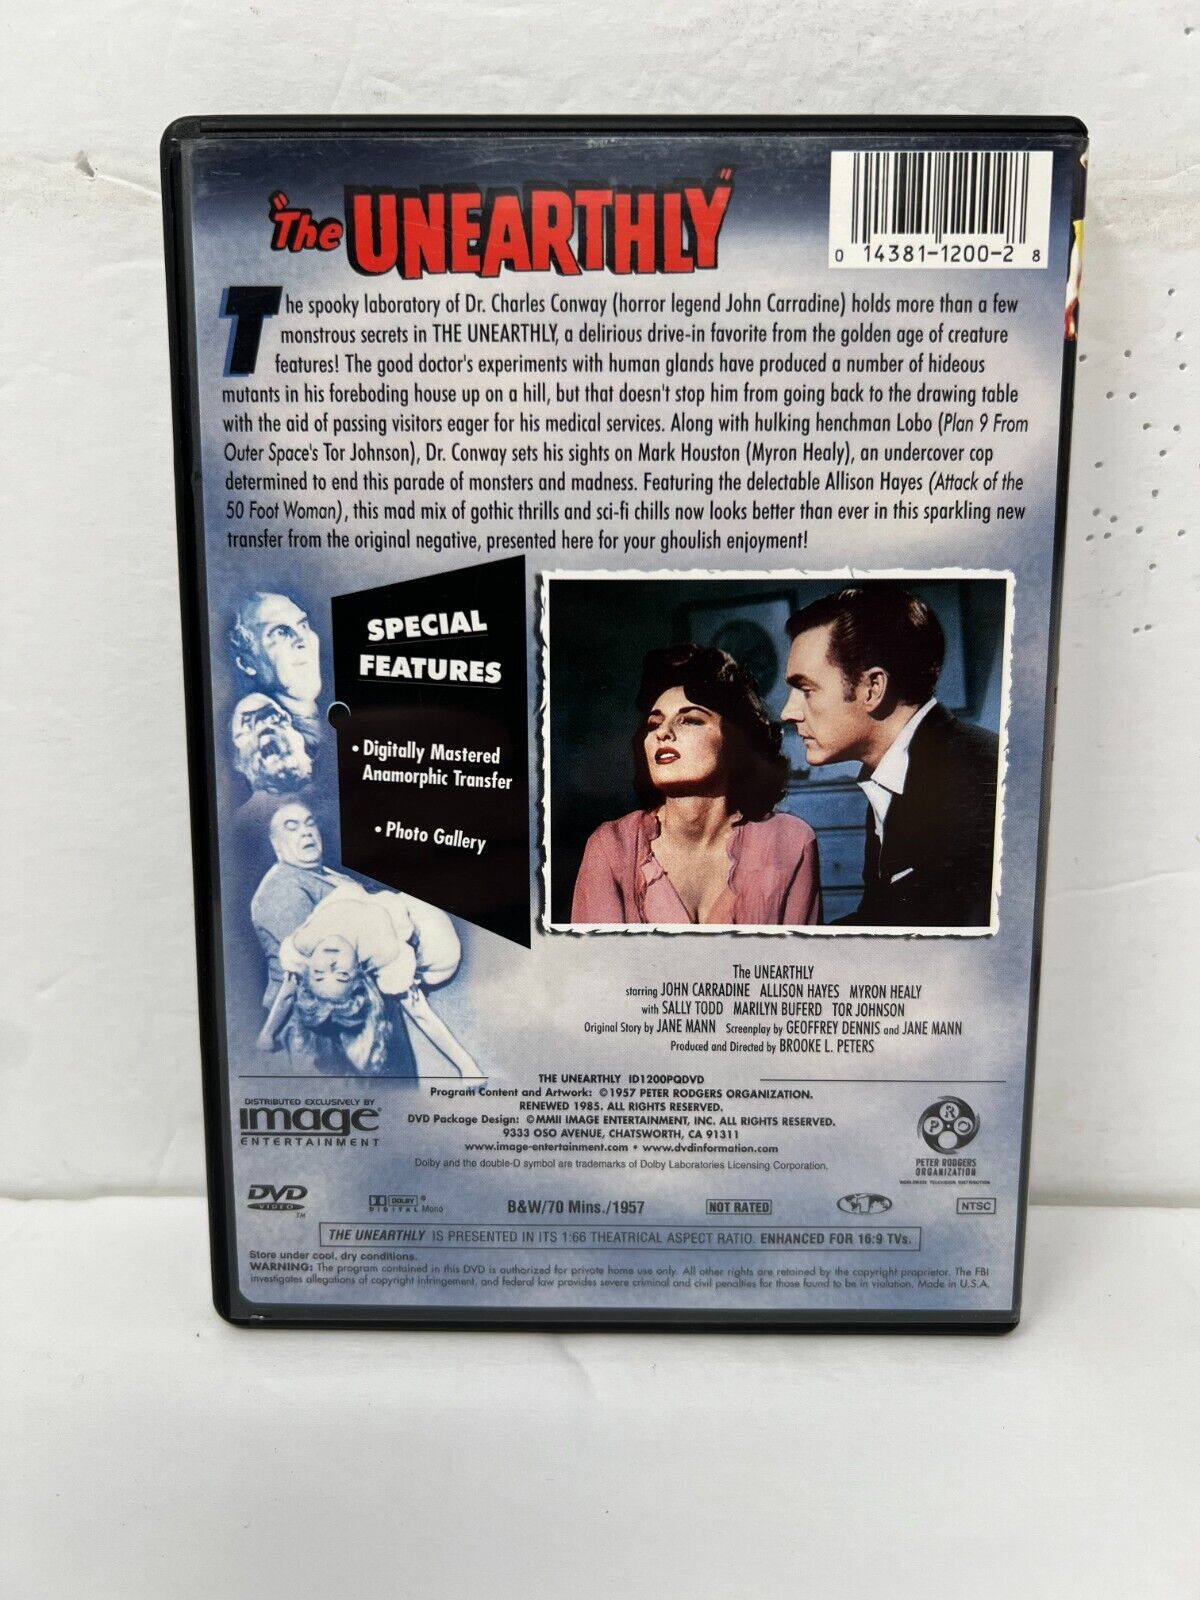 "The UNEARTHLY"
0 14381-1200-2 8
The spooky laboratory of Dr. Charles Conway (horror legend John Carradine) holds more than a few
monstrous secrets in THE UNEARTHLY, a delirious drive-in favorite from the golden age of creature
features! The good doctor's experiments with human glands have produced a number of hideous
mutants in his foreboding house up on a hill, but that doesn't stop him from going back to the drawing table
with the aid of passing visitors eager for his medical services. Along with hulking henchman Lobo (Plan 9 From
Outer Space's Tor Johnson), Dr. Conway sets his sights on Mark Houston (Myron Healy), an undercover cop
determined to end this parade of monsters and madness. Featuring the delectable Allison Hayes (Attack of the
50 Foot Woman), this mad mix of gothic thrills and sci-fi chills now looks better than ever in this sparkling new
transfer from the original negative, presented here for your ghoulish enjoyment!
SPECIAL
FEATURES
• Digitally Mastered
Anamorphic Transfer
• Photo Gallery
The UNEARTHLY
starring JOHN CARRADINE ALLISON HAYES MYRON HEALY
with SALLY TODD MARILYN BUFERD TOR JOHNSON
Original Story by JANE MANN Screenplay by GEOFFREY DENNIS and JANE MANN
Produced and Directed by BROOKE L. PETERS
THE UNEARTHLY ID1200PQDVD
Program Content and Artwork: ©1957 PETER RODGERS ORGANIZATION.
RENEWED 1985. ALL RIGHTS RESERVED.
DVD Package Design: ©MMII IMAGE ENTERTAINMENT, INC. ALL RIGHTS RESERVED.
9333 OSO AVENUE, CHATSWORTH, CA 91311
www.image-entertainment.com • www.dvdinformation.com
Dolby and the double-D symbol are trademarks of Dolby Laboratories Licensing Corporation.
DISTRIBUTED EXCLUSIVELY BY
image®
ENTERTAINMENT
PRO
PETER RODGERS
ORGANIZATION
WORLDWIDE TELEVISION DISTRIBUTION
DVD
VIDEO ™
DOLBY ®
DIGITAL Mono
B&W/70 Mins./1957
NOT RATED
1
NTSC
THE UNEARTHLY IS PRESENTED IN ITS 1:66 THEATRICAL ASPECT RATIO. ENHANCED FOR 16:9 TVs.
Store under cool, dry conditions.
WARNING: The program contained in this DVD is authorized for private home use only. All other rights are retained by the copyright proprietor. The FBI
investigates allegations of copyright infringement, and federal law provides severe criminal and civil penalties for those found to be in violation. Made in U.S.A.